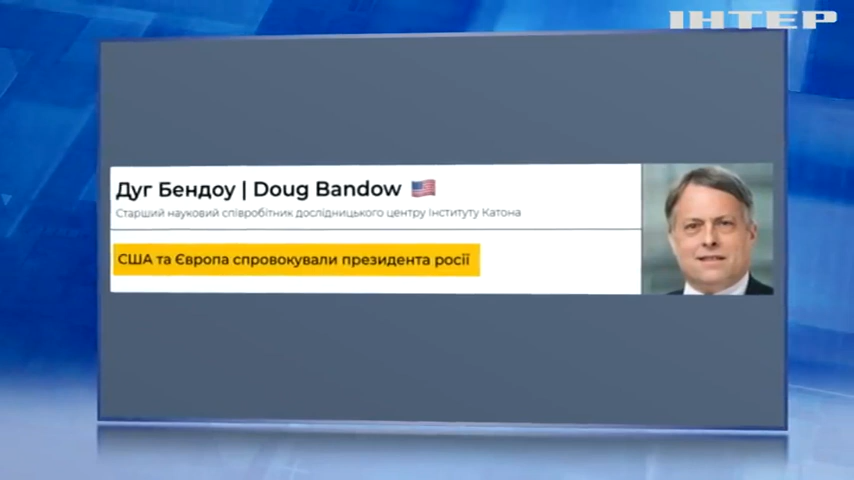 ІНТЕР
Дуг Бендоу | Doug Bandow 🇺🇸
Старший науковий співробітник дослідницького центру Інституту Катона
США та Європа спровокували президента росії